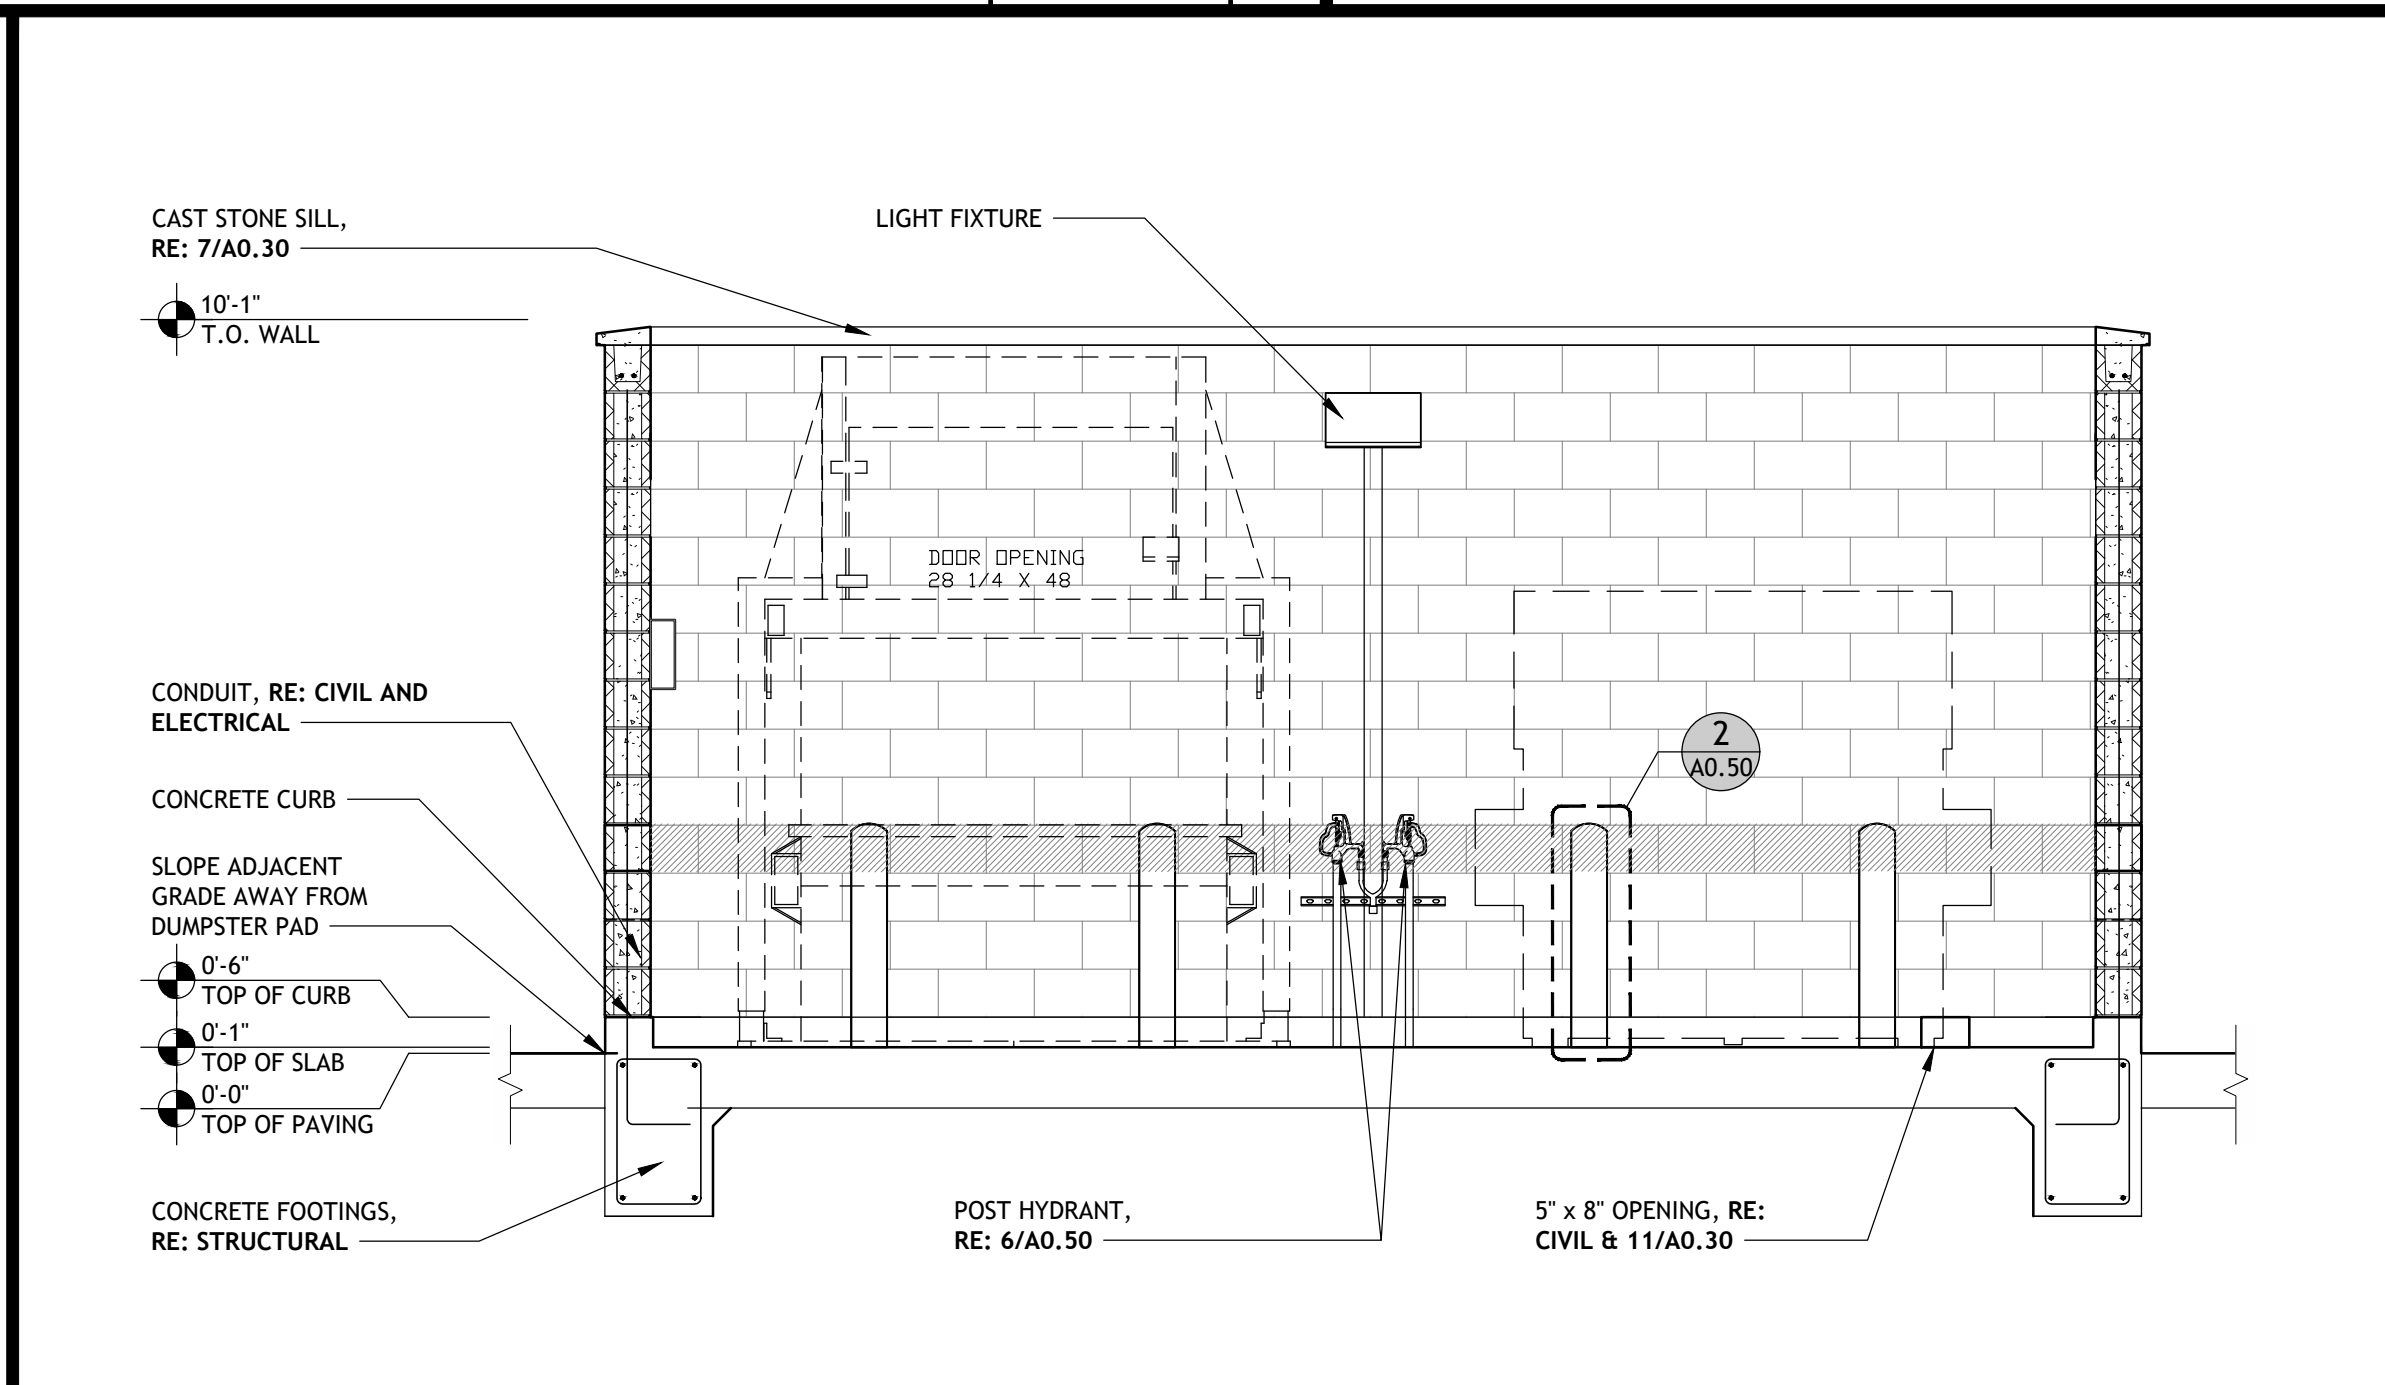 CAST STONE SILL,
RE: 7/A0.30
LIGHT FIXTURE
10'-1"
T.O. WALL
DOOR OPENING
28 1/4 X 48
CONDUIT, RE: CIVIL AND
ELECTRICAL
2
A0.50
CONCRETE CURB
SLOPE ADJACENT
GRADE AWAY FROM
DUMPSTER PAD
0'-6"
TOP OF CURB
0'-1"
TOP OF SLAB
0'-0"
TOP OF PAVING
CONCRETE FOOTINGS,
RE: STRUCTURAL
POST HYDRANT,
RE: 6/A0.50
5" x 8" OPENING, RE:
CIVIL & 11/A0.30